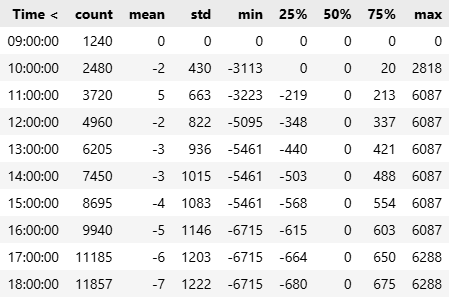 Time < count mean std min 25% 50% 75% max
09:00:00 1240 0 0 0 0 0 0 0
10:00:00 2480 -2 430 -3113 0 0 20 2818
11:00:00 3720 5 663 -3223 -219 0 213 6087
12:00:00 4960 -2 822 -5095 -348 0 337 6087
13:00:00 6205 -3 936 -5461 -440 0 421 6087
14:00:00 7450 -3 1015 -5461 -503 0 488 6087
15:00:00 8695 -4 1083 -5461 -568 0 554 6087
16:00:00 9940 -5 1146 -6715 -615 0 603 6087
17:00:00 11185 -6 1203 -6715 -664 0 650 6288
18:00:00 11857 -7 1222 -6715 -680 0 675 6288